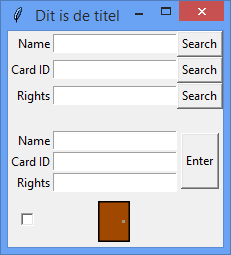 Dit is de titel
Name Search
Card ID Search
Rights Search
Name
Card ID Enter
Rights